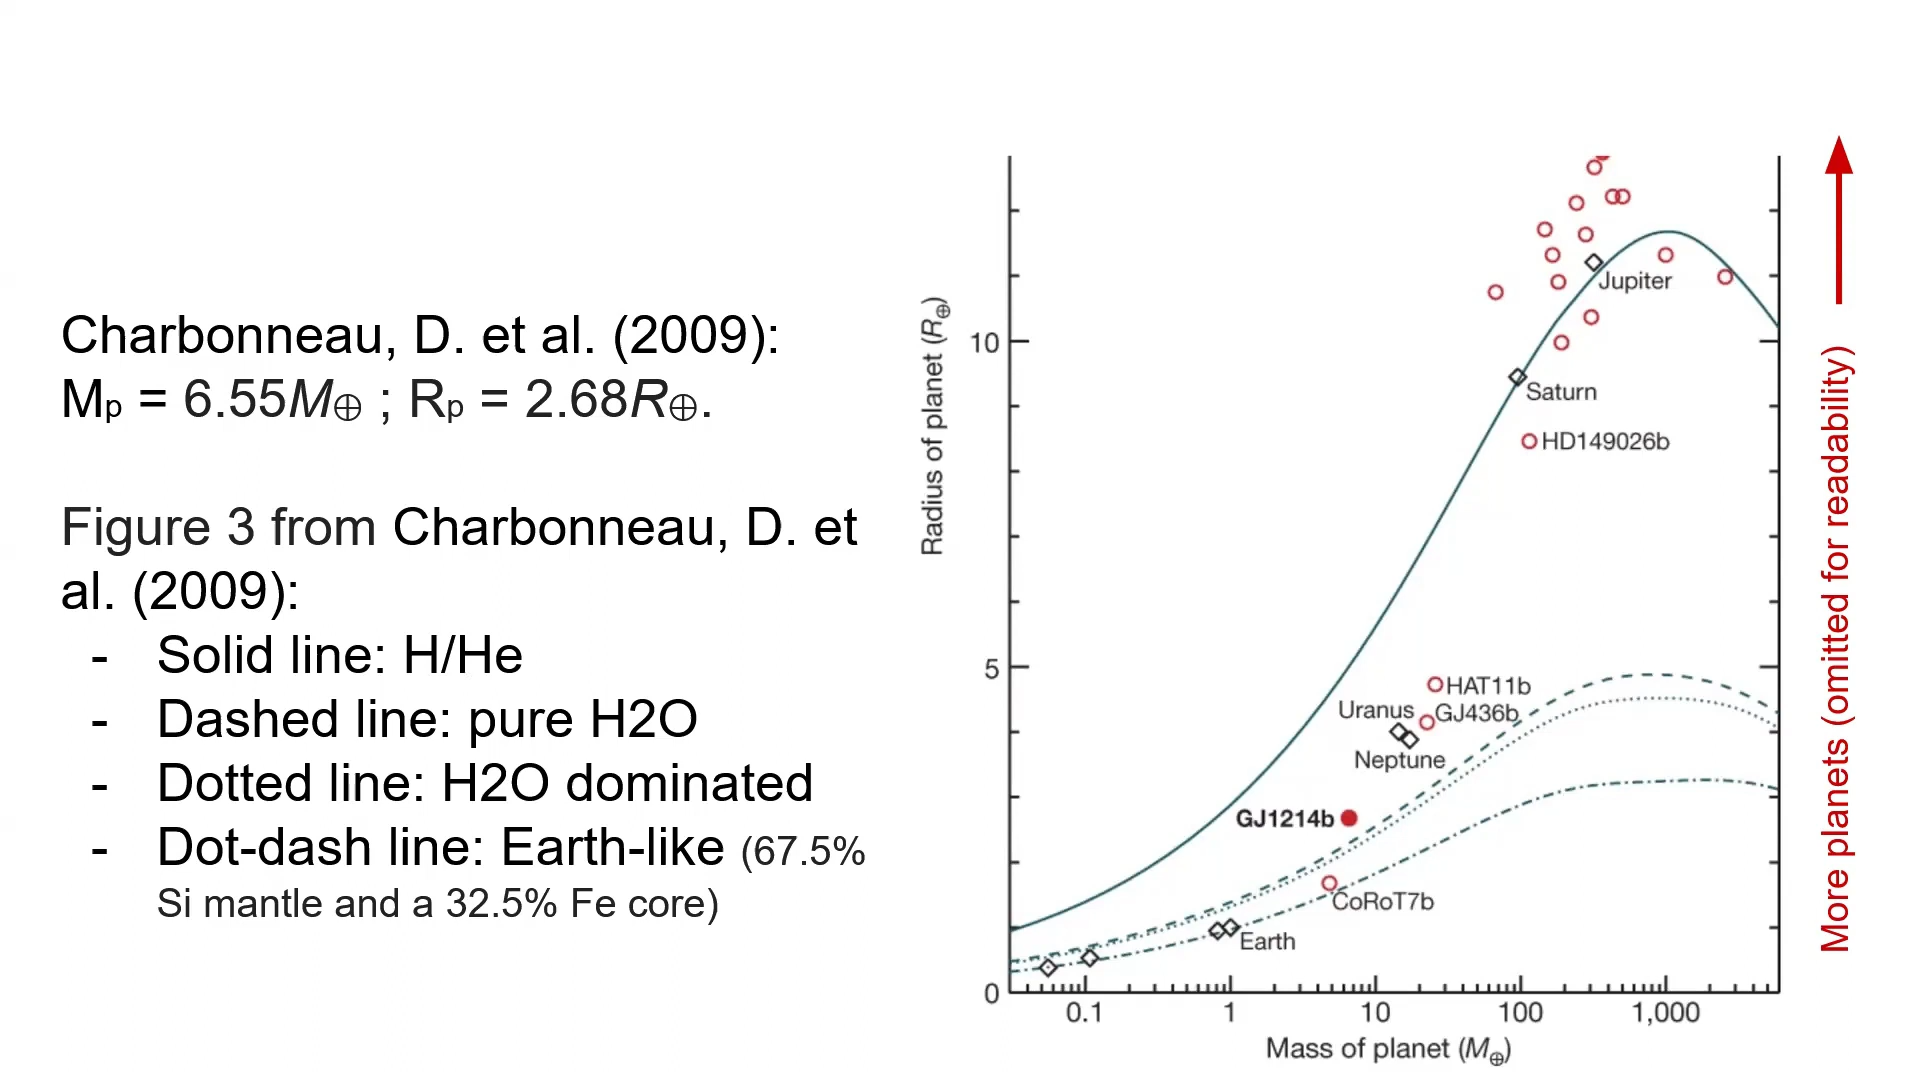 Charbonneau, D. et al. (2009):
Mp = 6.55M⊕ ; Rp = 2.68R⊕.
Figure 3 from Charbonneau, D. et
al. (2009):
- Solid line: H/He
- Dashed line: pure H2O
- Dotted line: H2O dominated
- Dot-dash line: Earth-like (67.5%
Si mantle and a 32.5% Fe core)
Radius of planet (R⊕)
10
5
0
Jupiter
Saturn
HD149026b
HAT11b
Uranus
GJ436b
Neptune
GJ1214b
CoRoT7b
Earth
0.1
1
10
100
1,000
Mass of planet (M⊕)
More planets (omitted for readability)